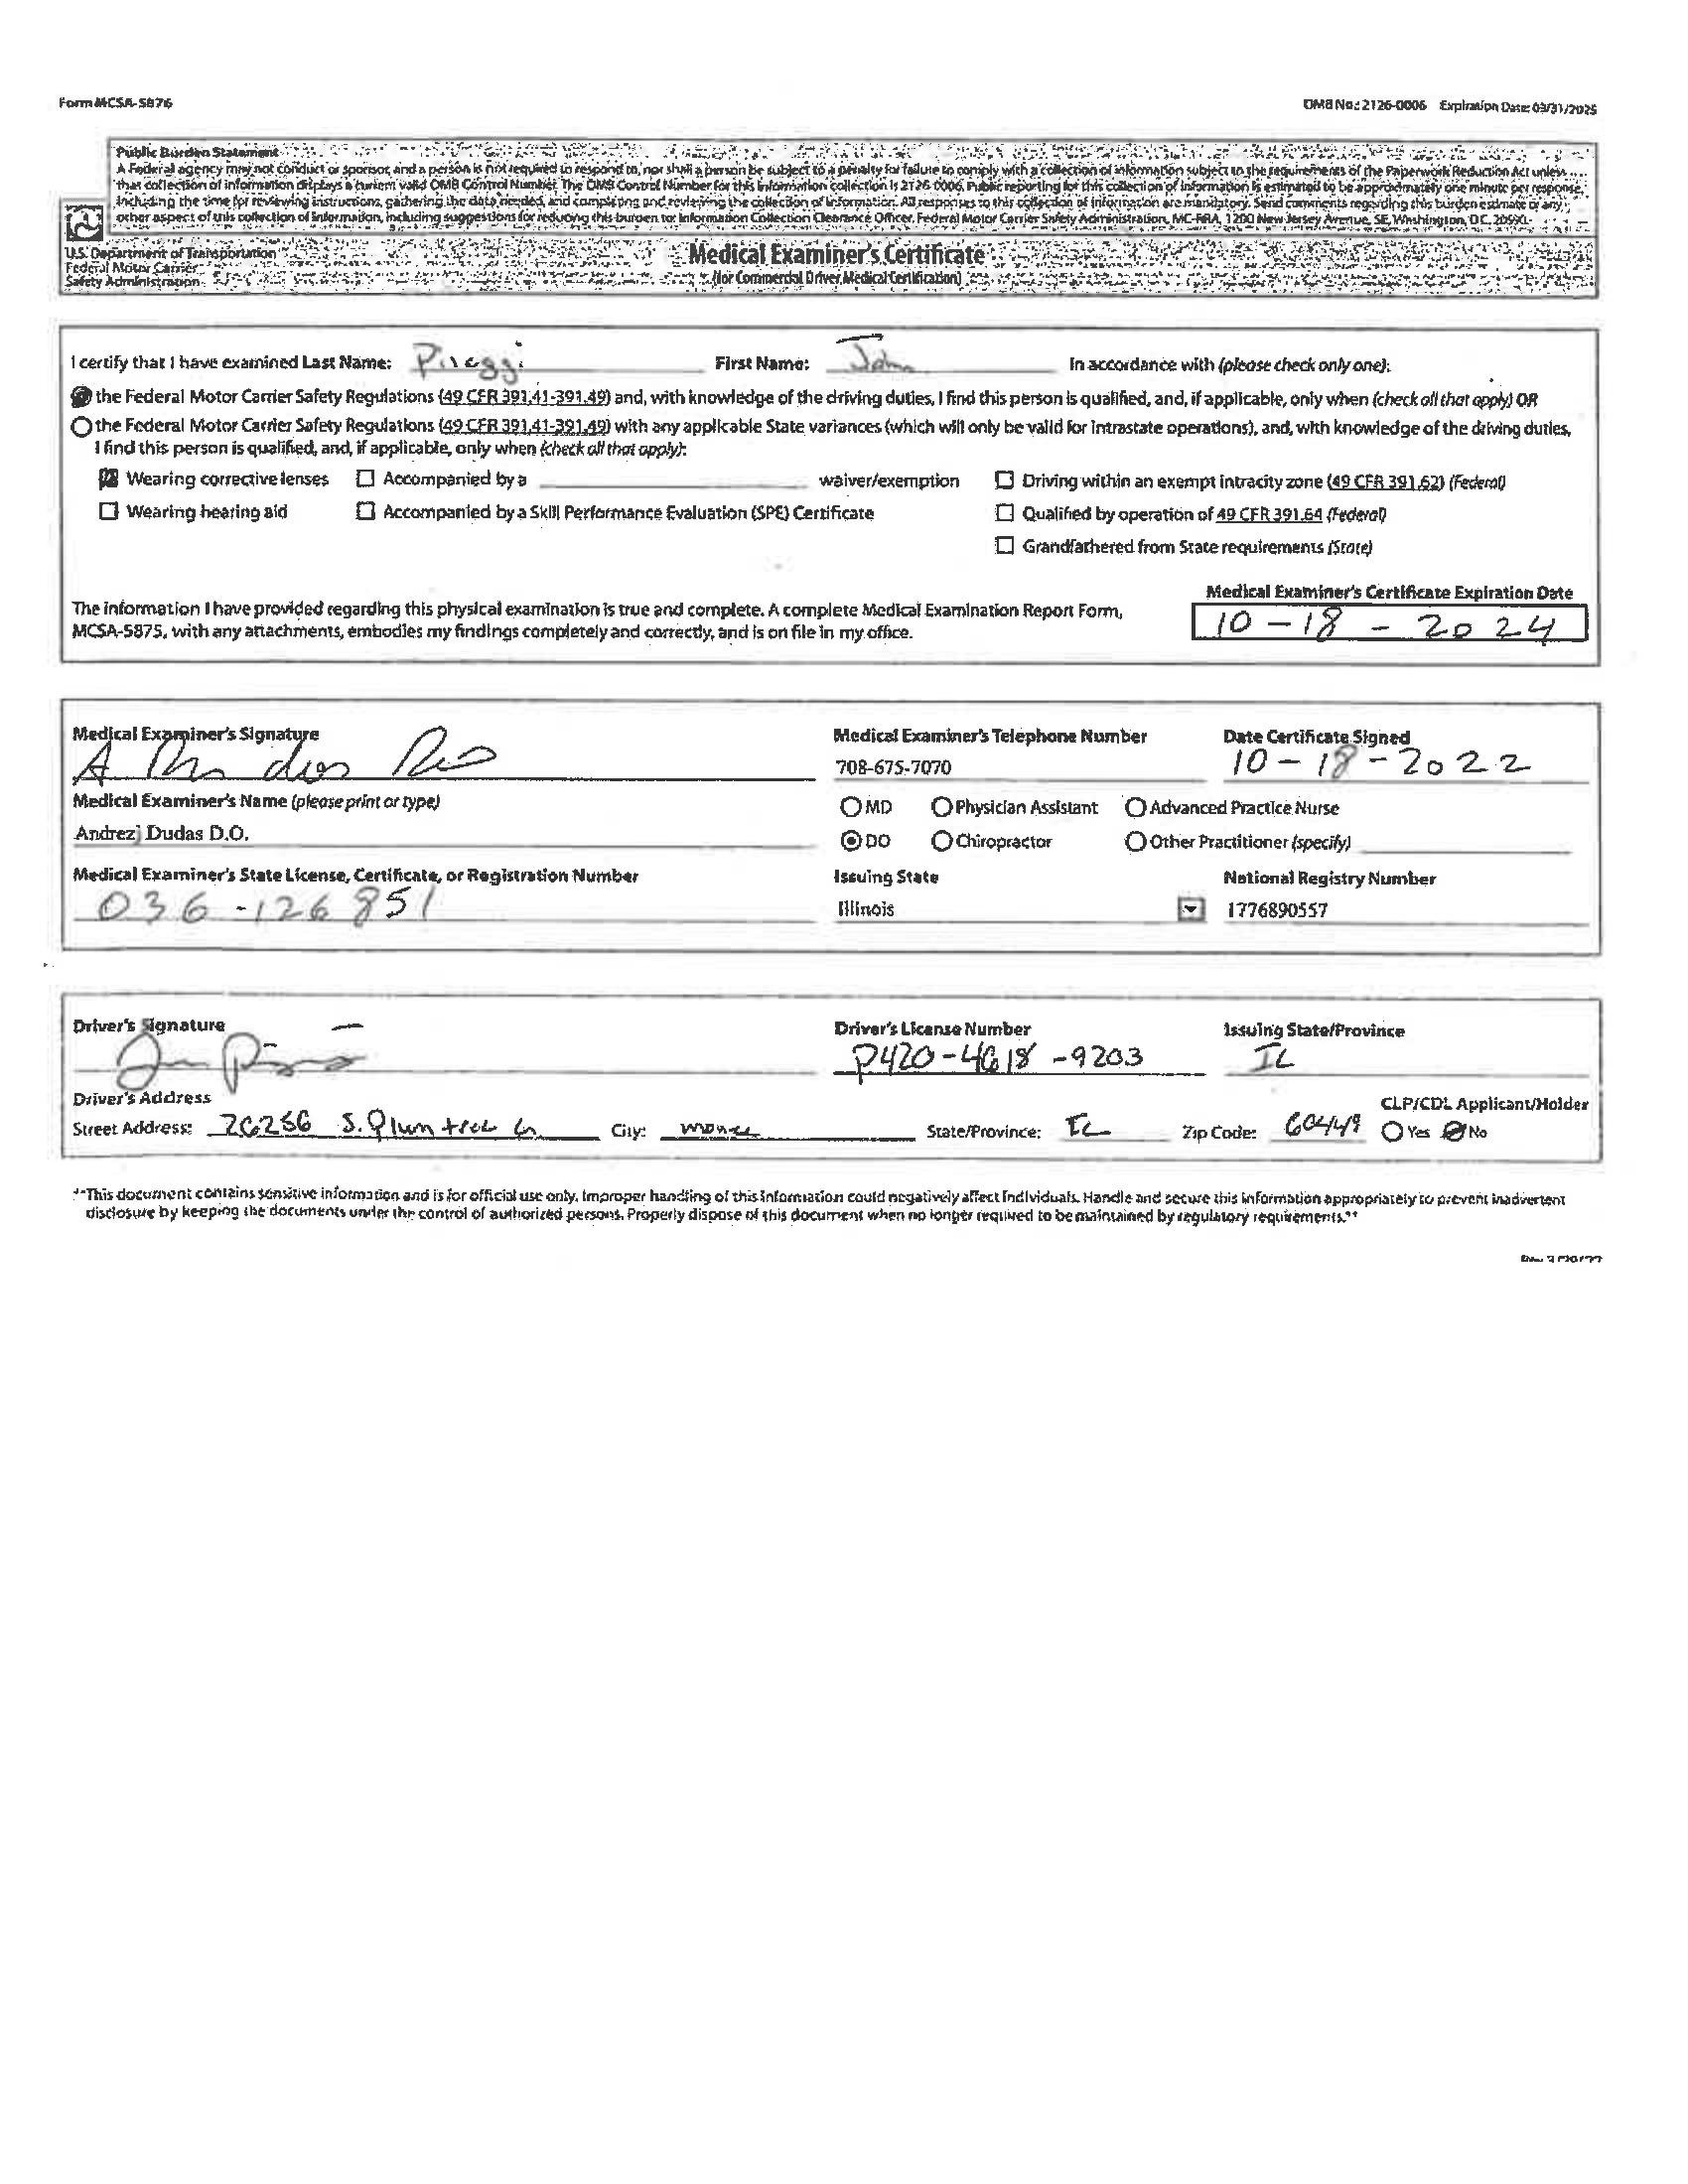 Form MCSA-5876 OMB No.: 2126-0006 Expiration Date: 03/31/2025
Public Burden Statement
A Federal agency may not conduct or sponsor, and a person is not required to respond to, nor shall a person be subject to a penalty for failure to comply with a collection of information subject to the requirements of the Paperwork Reduction Act unless
that collection of information displays a current valid OMB Control Number. The OMB Control Number for this information collection is 2126-0006. Public reporting for this collection of information is estimated to be approximately one minute per response,
including the time for reviewing instructions, gathering the data needed, and completing and reviewing the collection of information. All responses to this collection of information are mandatory. Send comments regarding this burden estimate or any
other aspect of this collection of information, including suggestions for reducing this burden to: Information Collection Clearance Officer, Federal Motor Carrier Safety Administration, MC-RRA, 1200 New Jersey Avenue, SE, Washington, D.C. 20590.
U.S. Department of Transportation
Federal Motor Carrier
Safety Administration
Medical Examiner's Certificate
(for Commercial Driver Medical Certification)
I certify that I have examined Last Name: First Name: John In accordance with (please check only one):
the Federal Motor Carrier Safety Regulations (49 CFR 391.41-391.49) and, with knowledge of the driving duties, I find this person is qualified, and, if applicable, only when (check all that apply) OR
the Federal Motor Carrier Safety Regulations (49 CFR 391.41-391.49) with any applicable State variances (which will only be valid for intrastate operations), and, with knowledge of the driving duties,
I find this person is qualified, and, if applicable, only when (check all that apply):
Wearing corrective lenses Accompanied by a waiver/exemption Driving within an exempt intracity zone (49 CFR 391.62) (Federal)
Wearing hearing aid Accompanied by a Skill Performance Evaluation (SPE) Certificate Qualified by operation of 49 CFR 391.64 (Federal)
Grandfathered from State requirements (State)
The information I have provided regarding this physical examination is true and complete. A complete Medical Examination Report Form,
MCSA-5875, with any attachments, embodies my findings completely and correctly, and is on file in my office.
Medical Examiner's Certificate Expiration Date
10-18-2024
Medical Examiner's Signature Medical Examiner's Telephone Number Date Certificate Signed
708-675-7070 10-18-2022
Medical Examiner's Name (please print or type) MD Physician Assistant Advanced Practice Nurse
Andrezj Dudas D.O. DO Chiropractor Other Practitioner (specify)
Medical Examiner's State License, Certificate, or Registration Number Issuing State National Registry Number
036-126851 Illinois 1776890557
Driver's Signature Driver's License Number Issuing State/Province
P420-4618-9203 IL
Driver's Address CLP/CDL Applicant/Holder
Street Address: 26256 S. Plum tree Ln City: monee State/Province: IL Zip Code: 60449 Yes No
**This document contains sensitive information and is for official use only. Improper handling of this information could negatively affect individuals. Handle and secure this information appropriately to prevent inadvertent
disclosure by keeping the documents under the control of authorized persons. Properly dispose of this document when no longer required to be maintained by regulatory requirements.**